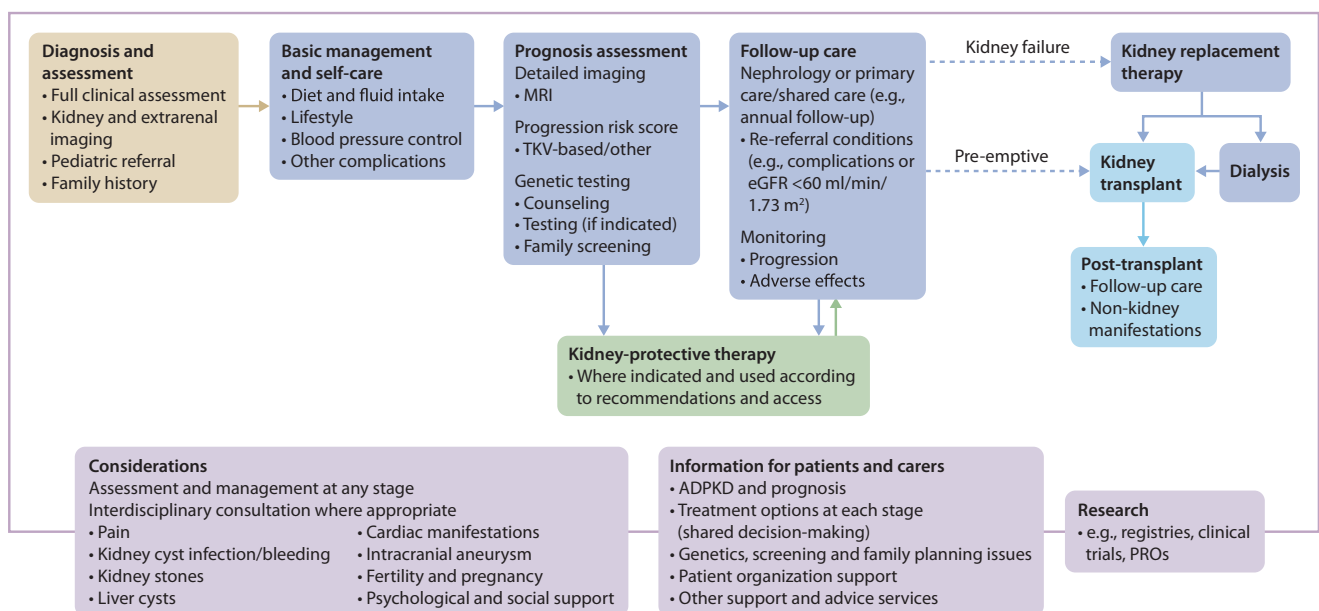 Diagnosis and
assessment
• Full clinical assessment
• Kidney and extrarenal
imaging
• Pediatric referral
• Family history
Basic management
and self-care
• Diet and fluid intake
• Lifestyle
• Blood pressure control
• Other complications
Prognosis assessment
Detailed imaging
• MRI
Progression risk score
• TKV-based/other
Genetic testing
• Counseling
• Testing (if indicated)
• Family screening
Follow-up care
Nephrology or primary
care/shared care (e.g.,
annual follow-up)
• Re-referral conditions
(e.g., complications or
eGFR <60 ml/min/
1.73 m²)
Monitoring
• Progression
• Adverse effects
Kidney failure
Pre-emptive
Kidney replacement
therapy
Kidney
transplant
Dialysis
Post-transplant
• Follow-up care
• Non-kidney
manifestations
Kidney-protective therapy
• Where indicated and used according
to recommendations and access
Considerations
Assessment and management at any stage
Interdisciplinary consultation where appropriate
• Pain
• Kidney cyst infection/bleeding
• Kidney stones
• Liver cysts
• Cardiac manifestations
• Intracranial aneurysm
• Fertility and pregnancy
• Psychological and social support
Information for patients and carers
• ADPKD and prognosis
• Treatment options at each stage
(shared decision-making)
• Genetics, screening and family planning issues
• Patient organization support
• Other support and advice services
Research
• e.g., registries, clinical
trials, PROs